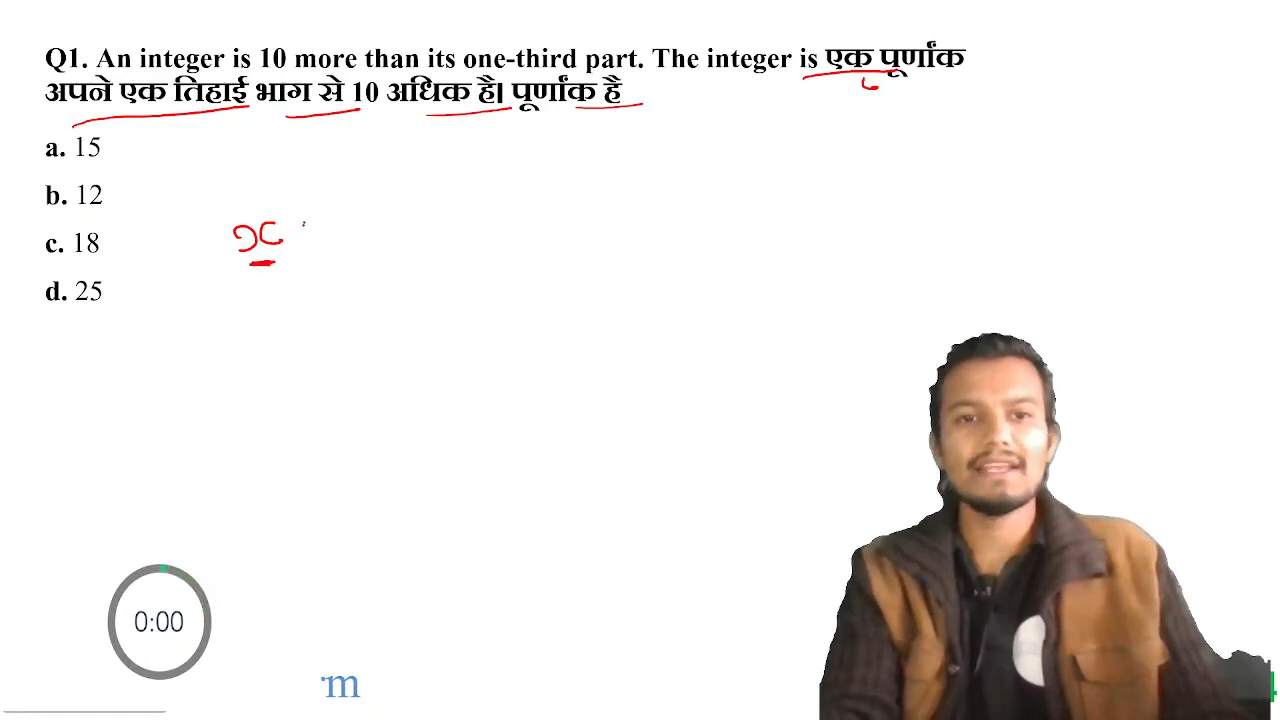 Q1. An integer is 10 more than its one-third part. The integer is एक पूर्णांक
अपने एक तिहाई भाग से 10 अधिक है। पूर्णांक है
a. 15
b. 12
c. 18
x
d. 25
0:00
m